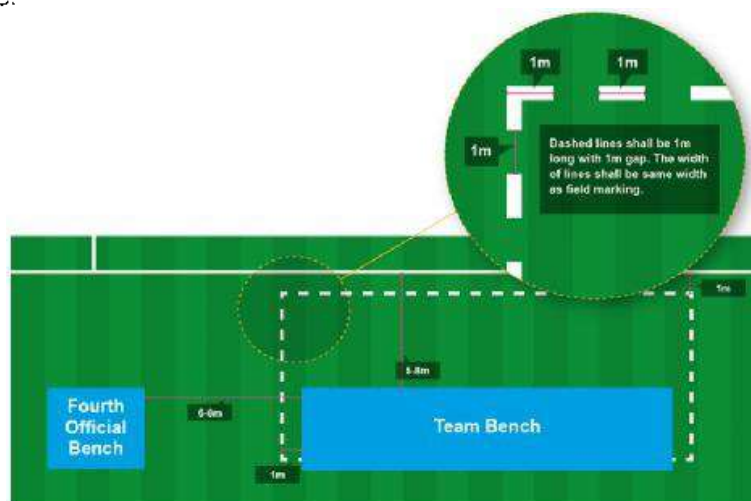 1m 1m
1m
Dashed lines shall be 1m
long with 1m gap. The width
of lines shall be same width
as field marking.
1m
Fourth
Official
Bench
Team Bench
1m